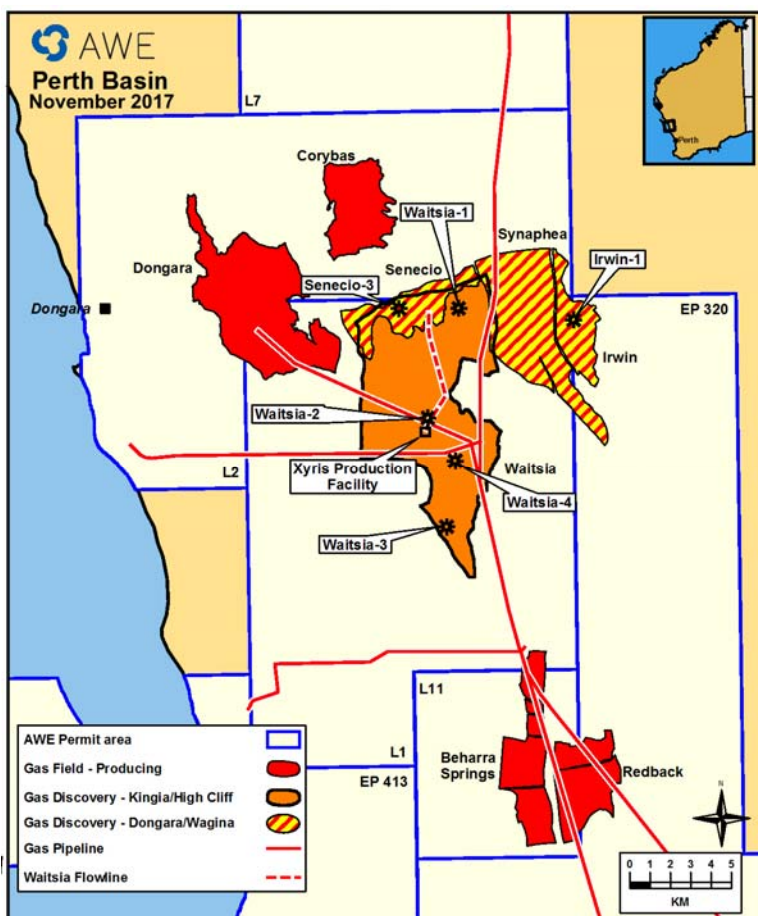 AWE
Perth Basin
November 2017
L7
Perth
Corybas
Waitsia-1
Synaphea
Dongara
Senecio
Irwin-1
Senecio-3
Dongara
EP 320
Irwin
Waitsia-2
Xyris Production
Facility
Waitsia
L2
Waitsia-4
Waitsia-3
L11
AWE Permit area
L1
Beharra
Springs
Redback
Gas Field - Producing
EP 413
Gas Discovery - Kingia/High Cliff
Gas Discovery - Dongara/Wagina
Gas Pipeline
Waitsia Flowline
N
0 1 2 3 4 5
KM